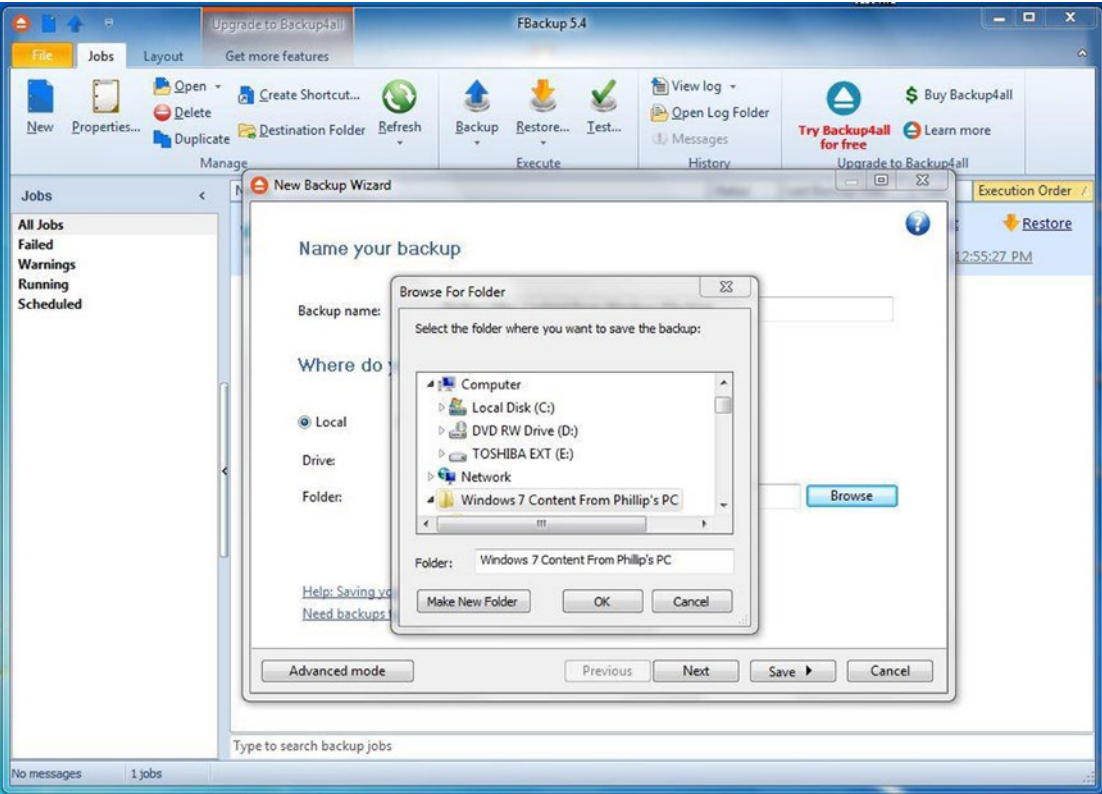 Upgrade to Backup4all
FBackup 5.4
File
Jobs
Layout
Get more features
New
Properties...
Open
Delete
Duplicate
Create Shortcut...
Destination Folder
Refresh
Backup
Restore...
Test...
View log
Open Log Folder
Messages
Try Backup4all
for free
Buy Backup4all
Learn more
Manage
Execute
History
Upgrade to Backup4all
Jobs
All Jobs
Failed
Warnings
Running
Scheduled
Execution Order
Restore
12:55:27 PM
New Backup Wizard
Name your backup
Backup name:
Where do
Local
Drive:
Folder:
Browse
Help: Saving yo
Need backups
Browse For Folder
Select the folder where you want to save the backup:
Computer
Local Disk (C:)
DVD RW Drive (D:)
TOSHIBA EXT (E:)
Network
Windows 7 Content From Phillip's PC
Folder:
Windows 7 Content From Phillip's PC
Make New Folder
OK
Cancel
Advanced mode
Previous
Next
Save
Cancel
Type to search backup jobs
No messages
1 jobs